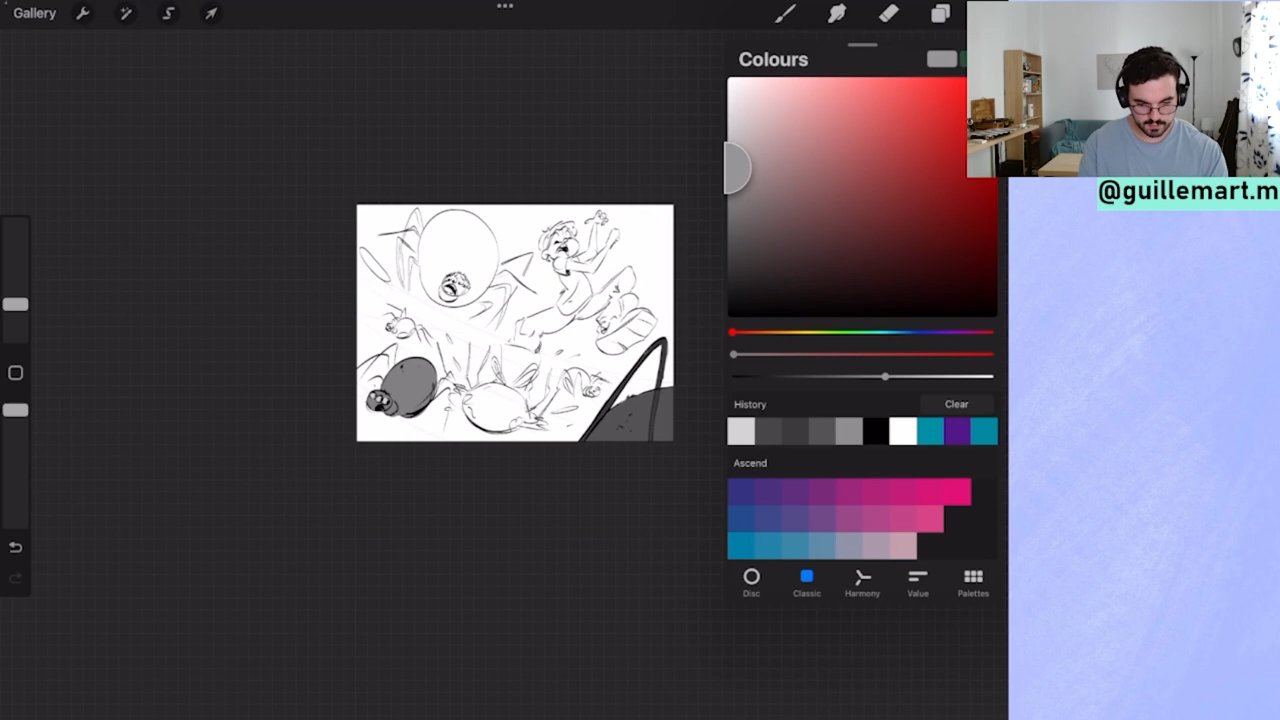 Gallery
Colours
@guillemart.m
History
Clear
Ascend
Disc
Classic
Harmony
Value
Palettes